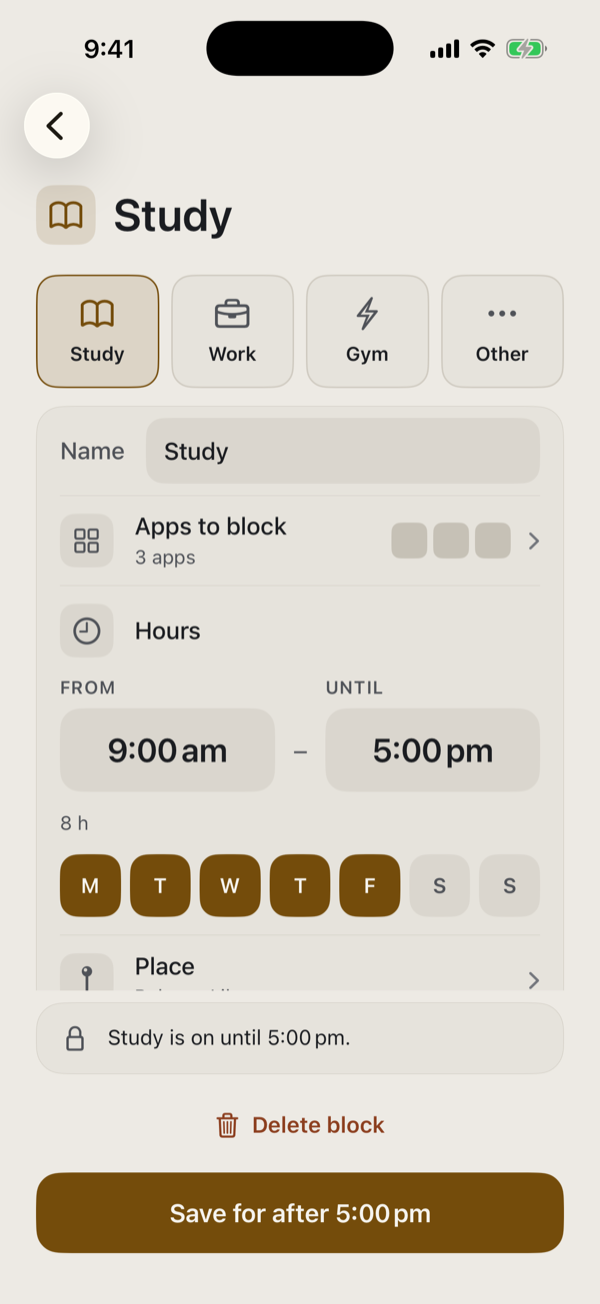 9:41
Study
Study
Work
Gym
Other
Name
Study
Apps to block
3 apps
Hours
FROM
UNTIL
9:00 am
–
5:00 pm
8 h
M T W T F S S
Place
Study is on until 5:00 pm.
Delete block
Save for after 5:00 pm